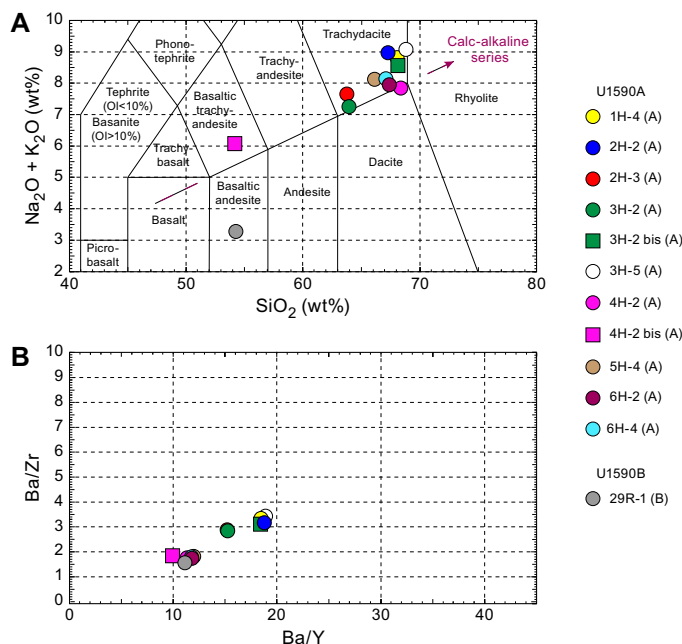 A
Na₂O + K₂O (wt%)
10
9
8
7
6
5
4
3
2
Phono-
tephrite
Tephrite
(Ol<10%)
Basanite
(Ol>10%)
Trachy-
basalt
Basaltic
trachy-
andesite
Trachy-
andesite
Trachydacite
Calc-alkaline
series
Rhyolite
Dacite
Andesite
Basaltic
andesite
Basalt
Picro-
basalt
40 50 60 70 80
SiO₂ (wt%)
B
Ba/Zr
10
9
8
7
6
5
4
3
2
1
0
0 10 20 30 40
Ba/Y
U1590A
1H-4 (A)
2H-2 (A)
2H-3 (A)
3H-2 (A)
3H-2 bis (A)
3H-5 (A)
4H-2 (A)
4H-2 bis (A)
5H-4 (A)
6H-2 (A)
6H-4 (A)
U1590B
29R-1 (B)